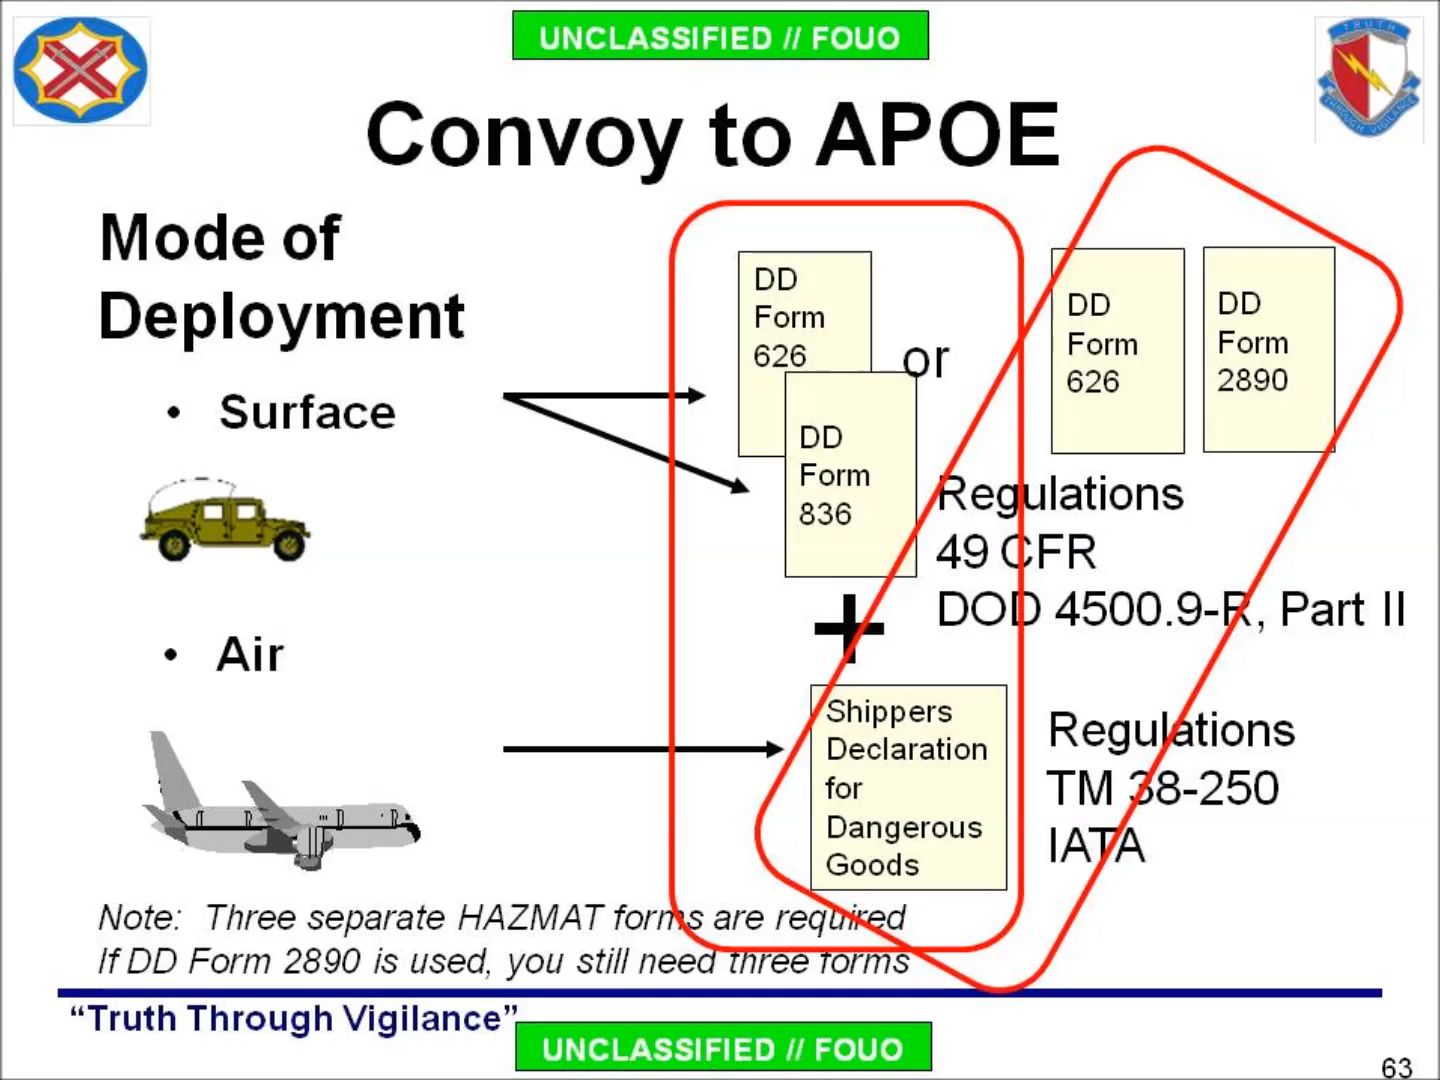 UNCLASSIFIED // FOUO
TRUTH
THROUGH VIGILANCE
Convoy to APOE
Mode of
Deployment
• Surface
• Air
DD
Form
626
or
DD
Form
836
DD
Form
626
DD
Form
2890
Regulations
49 CFR
DOD 4500.9-R, Part II
+
Shippers
Declaration
for
Dangerous
Goods
Regulations
TM 38-250
IATA
Note: Three separate HAZMAT forms are required
If DD Form 2890 is used, you still need three forms
“Truth Through Vigilance”
UNCLASSIFIED // FOUO
63